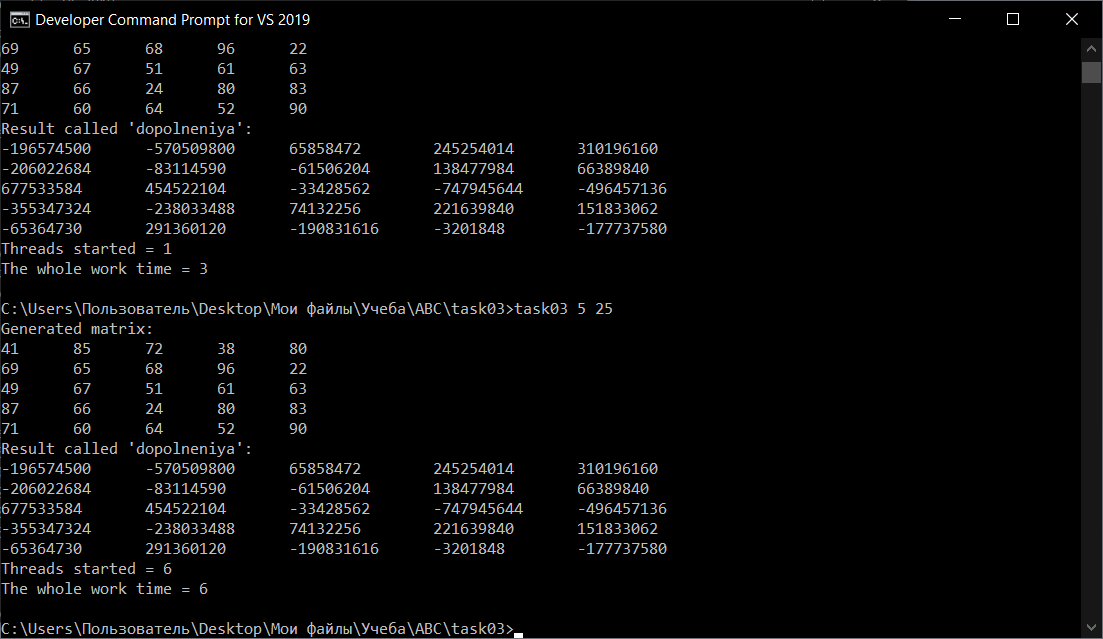 Developer Command Prompt for VS 2019
69 65 68 96 22
49 67 51 61 63
87 66 24 80 83
71 60 64 52 90
Result called 'dopolneniya':
-196574500 -570509800 65858472 245254014 310196160
-206022684 -83114590 -61506204 138477984 66389840
677533584 454522104 -33428562 -747945644 -496457136
-355347324 -238033488 74132256 221639840 151833062
-65364730 291360120 -190831616 -3201848 -177737580
Threads started = 1
The whole work time = 3
C:\Users\Пользователь\Desktop\Мои файлы\Учеба\АВС\task03>task03 5 25
Generated matrix:
41 85 72 38 80
69 65 68 96 22
49 67 51 61 63
87 66 24 80 83
71 60 64 52 90
Result called 'dopolneniya':
-196574500 -570509800 65858472 245254014 310196160
-206022684 -83114590 -61506204 138477984 66389840
677533584 454522104 -33428562 -747945644 -496457136
-355347324 -238033488 74132256 221639840 151833062
-65364730 291360120 -190831616 -3201848 -177737580
Threads started = 6
The whole work time = 6
C:\Users\Пользователь\Desktop\Мои файлы\Учеба\АВС\task03>